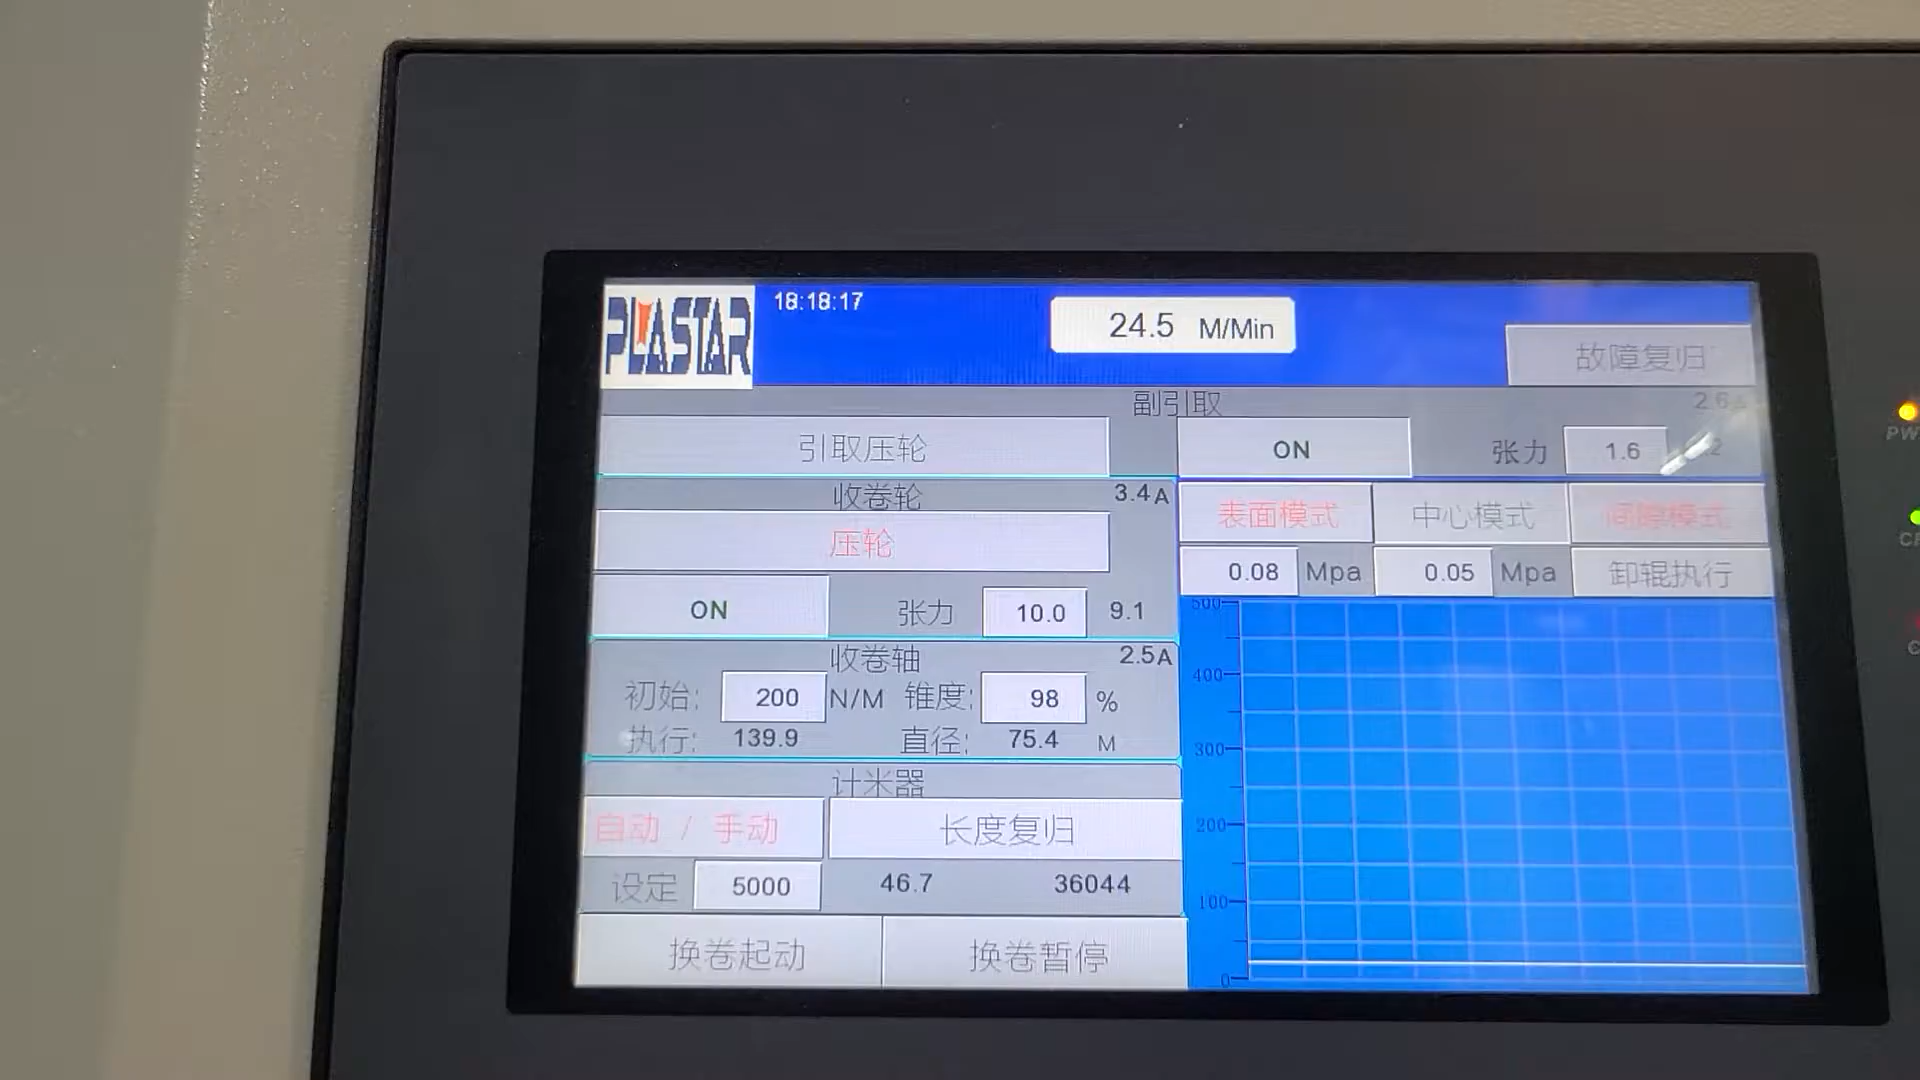 PLASTAR
18:18:17
24.5 M/Min
故障复归
副引取
引取压轮
ON
张力 1.6
收卷轮 3.4A
压轮
表面模式 中心模式 间隙模式
0.08 Mpa 0.05 Mpa 卸辊执行
ON 张力 10.0 9.1
收卷轴 2.5A
初始: 200 N/M 锥度: 98 %
执行: 139.9 直径: 75.4 M
计米器
自动 / 手动 长度复归
设定 5000 46.7 36044
换卷起动 换卷暂停
500
400
300
200
100
0